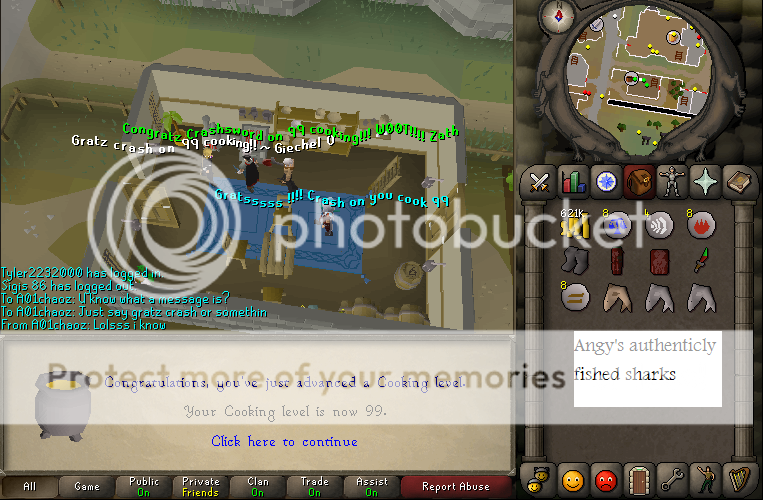 Congratz Crashsword on 99 cooking!!! W00T!!!! Zath
Gratz crash on 99 cooking!! ~ Giechel 0
Gratsssss !!!! Crash on you cook 99
photobucket
Tyler2232000 has logged in.
Sigis 86 has logged out.
To A01chaoz: U know what a message is?
To A01chaoz: Just say gratz crash or somethin
From A01chaoz: Lolsss i know
Protect more of your memories
Congratulations, you've just advanced a Cooking level.
Your Cooking level is now 99.
Click here to continue
621K 8 4 8
8
Angy's authenticly
fished sharks
All Game Public On Private Friends Clan On Trade On Assist On Report Abuse